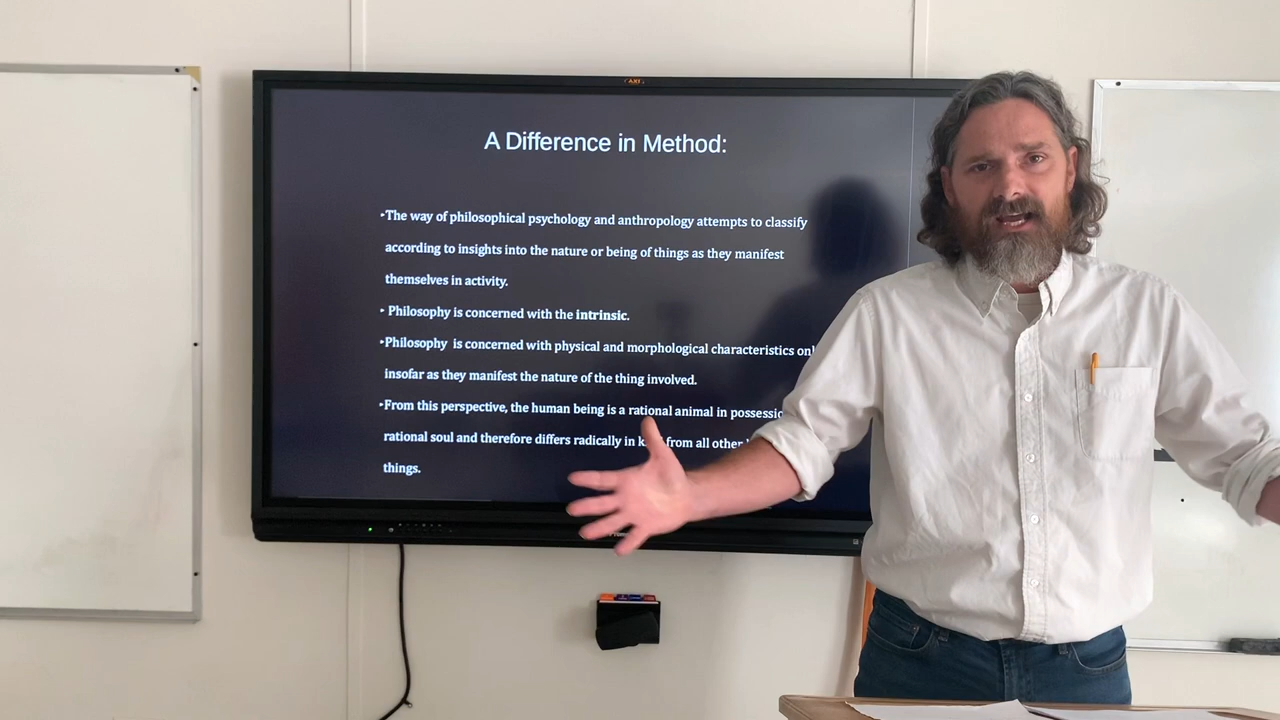 A Difference in Method:
•The way of philosophical psychology and anthropology attempts to classify
according to insights into the nature or being of things as they manifest
themselves in activity.
• Philosophy is concerned with the intrinsic.
•Philosophy is concerned with physical and morphological characteristics
insofar as they manifest the nature of the thing involved.
•From this perspective, the human being is a rational animal in
rational soul and therefore differs radically in from all other
things.